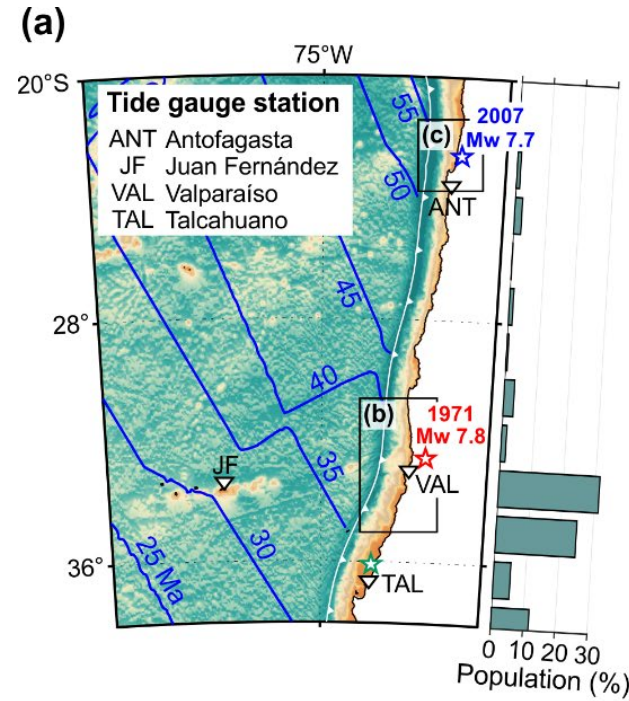 (a)
75°W
20°S
Tide gauge station
ANT Antofagasta
JF Juan Fernández
VAL Valparaíso
TAL Talcahuano
55
50
(c)
2007
Mw 7.7
ANT
45
28°
40
(b)
1971
Mw 7.8
35
JF
VAL
30
25 Ma
36°
TAL
0 10 20 30
Population (%)